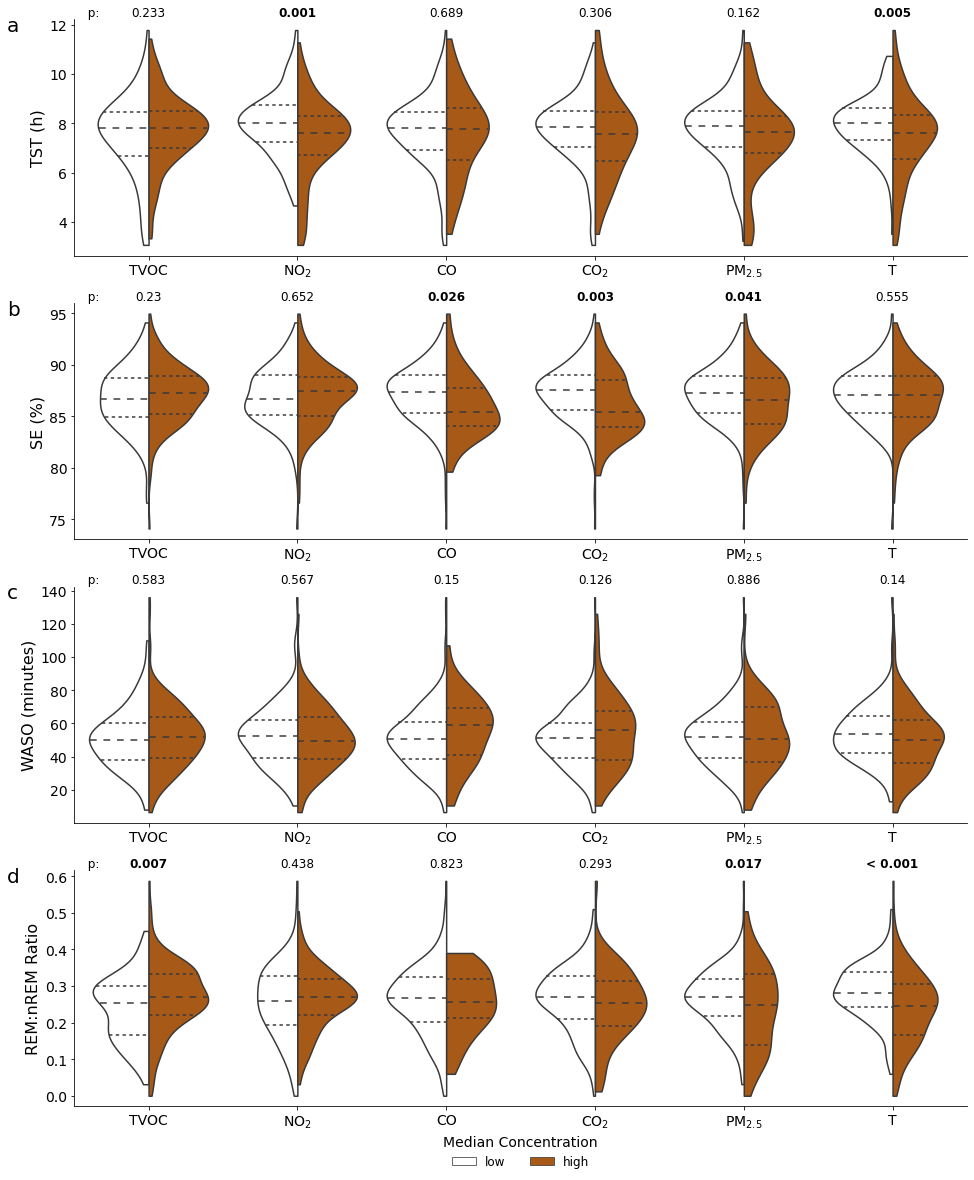 a
p: 0.233 0.001 0.689 0.306 0.162 0.005
TST (h)
12
10
8
6
4
TVOC NO₂ CO CO₂ PM₂.₅ T
b
p: 0.23 0.652 0.026 0.003 0.041 0.555
SE (%)
95
90
85
80
75
TVOC NO₂ CO CO₂ PM₂.₅ T
c
p: 0.583 0.567 0.15 0.126 0.886 0.14
WASO (minutes)
140
120
100
80
60
40
20
TVOC NO₂ CO CO₂ PM₂.₅ T
d
p: 0.007 0.438 0.823 0.293 0.017 < 0.001
REM:nREM Ratio
0.6
0.5
0.4
0.3
0.2
0.1
0.0
TVOC NO₂ CO CO₂ PM₂.₅ T
Median Concentration
low high